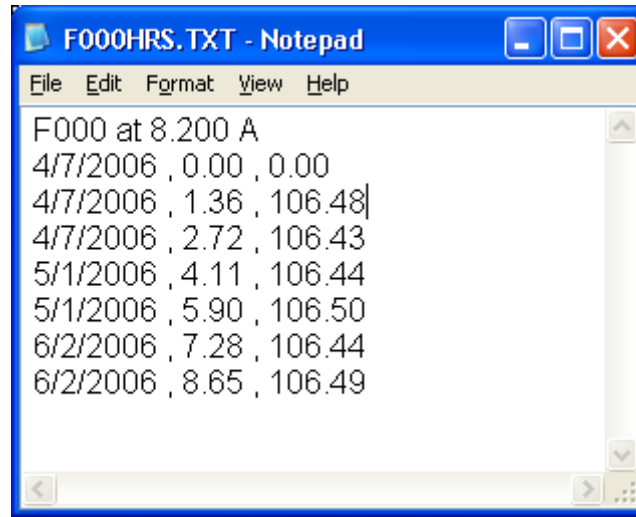 F000HRS.TXT - Notepad
File Edit Format View Help
F000 at 8.200 A
4/7/2006 , 0.00 , 0.00
4/7/2006 , 1.36 , 106.48
4/7/2006 , 2.72 , 106.43
5/1/2006 , 4.11 , 106.44
5/1/2006 , 5.90 , 106.50
6/2/2006 , 7.28 , 106.44
6/2/2006 , 8.65 , 106.49